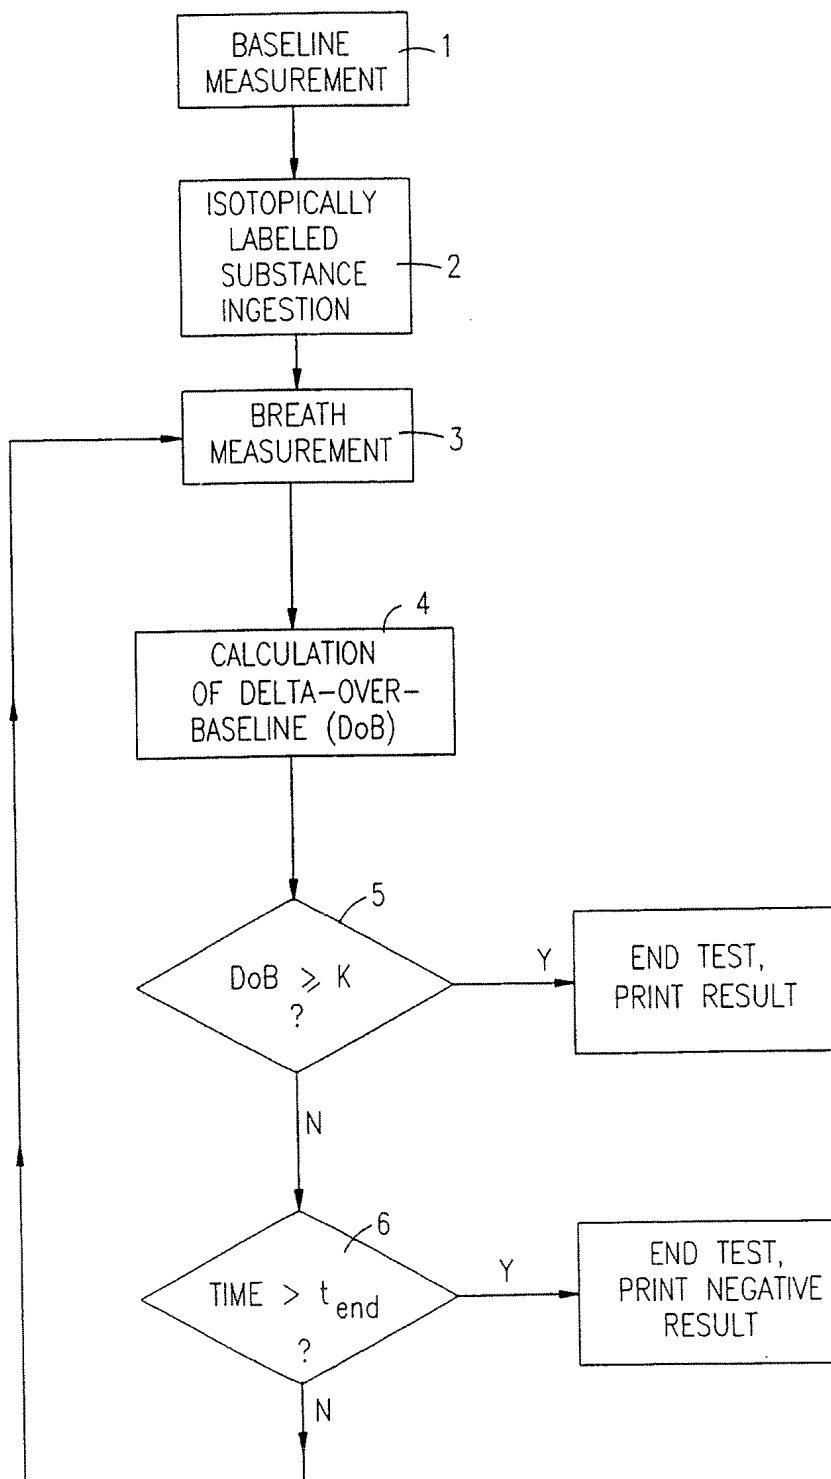 BASELINE
MEASUREMENT
1
ISOTOPICALLY
LABELED
SUBSTANCE
INGESTION
2
BREATH
MEASUREMENT
3
4
CALCULATION
OF DELTA-OVER-
BASELINE (DoB)
5
DoB ⩾ K
?
Y
END TEST,
PRINT RESULT
N
6
TIME > t_end
?
Y
END TEST,
PRINT NEGATIVE
RESULT
N